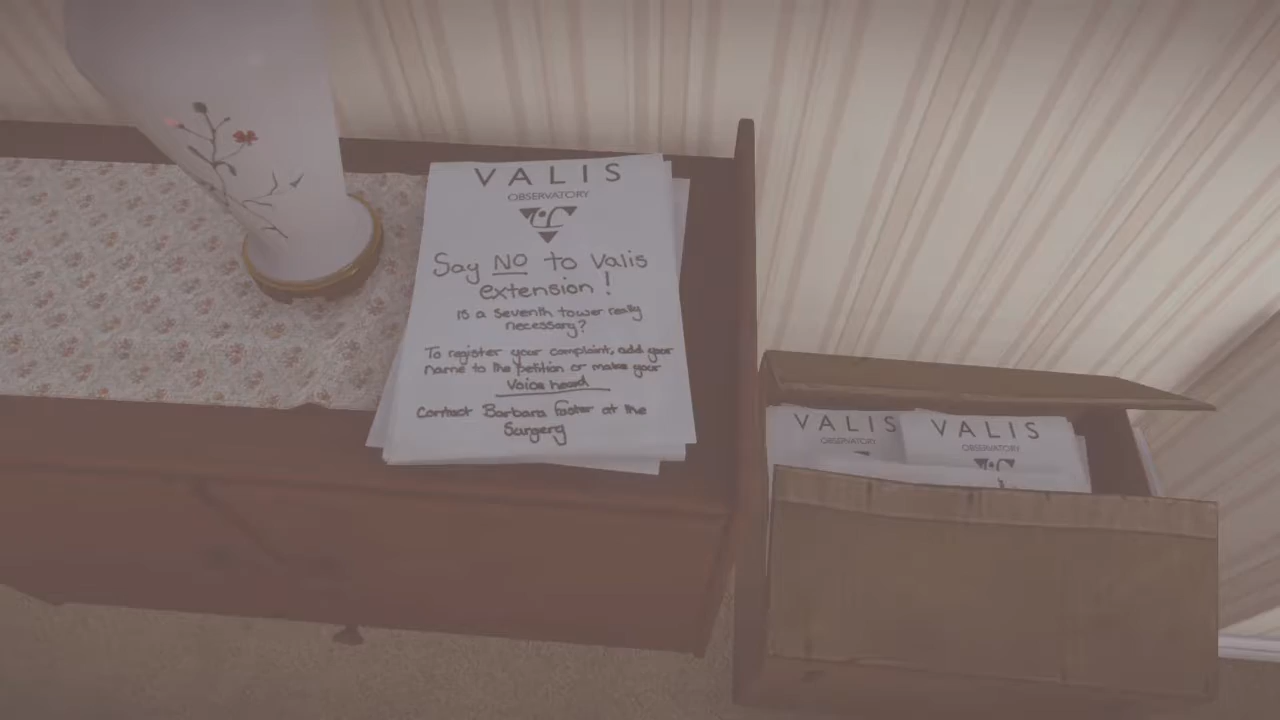 VALIS
OBSERVATORY
Say NO to Valis
extension!
is a seventh tower really
necessary?
To register your complaint, add your
name to the petition or make your
Voice heard
Contact Barbara Foster at the
Surgery
VALIS
OBSERVATORY
VALIS
OBSERVATORY